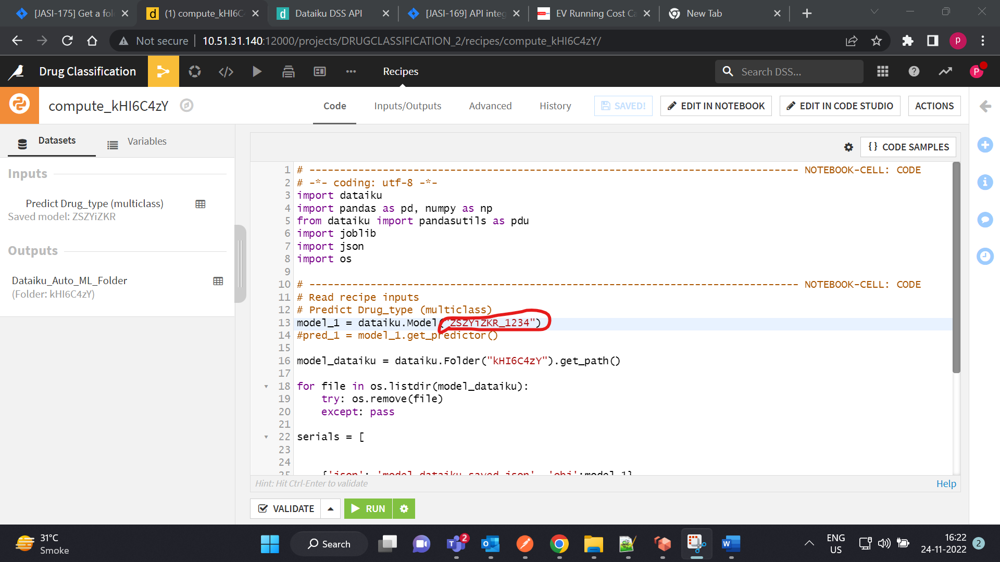 [JASI-175] Get a fol
(1) compute_kHI6C
Dataiku DSS API
[JASI-169] API integ
EV Running Cost Ca
New Tab
Not secure
10.51.31.140:12000/projects/DRUGCLASSIFICATION_2/recipes/compute_kHI6C4zY/
p
Drug Classification
Recipes
Search DSS...
P
compute_kHI6C4zY
Code
Inputs/Outputs
Advanced
History
SAVED!
EDIT IN NOTEBOOK
EDIT IN CODE STUDIO
ACTIONS
Datasets
Variables
Inputs
Predict Drug_type (multiclass)
Saved model: ZSZYiZKR
Outputs
Dataiku_Auto_ML_Folder
(Folder: kHI6C4zY)
{ } CODE SAMPLES
1 # -------------------------------------------------------------------------------- NOTEBOOK-CELL: CODE
2 # -*- coding: utf-8 -*-
3 import dataiku
4 import pandas as pd, numpy as np
5 from dataiku import pandasutils as pdu
6 import joblib
7 import json
8 import os
9
10 # -------------------------------------------------------------------------------- NOTEBOOK-CELL: CODE
11 # Read recipe inputs
12 # Predict Drug_type (multiclass)
13 model_1 = dataiku.Model("ZSZYiZKR_1234")
14 #pred_1 = model_1.get_predictor()
15
16 model_dataiku = dataiku.Folder("kHI6C4zY").get_path()
17
18 for file in os.listdir(model_dataiku):
19     try: os.remove(file)
20     except: pass
21
22 serials = [
23
24
25     {'json': 'model_dataiku_saved.json', 'obj':model_1}
Hint: Hit Ctrl-Enter to validate
Help
VALIDATE
RUN
31°C
Smoke
Search
2
ENG
US
16:22
24-11-2022
2